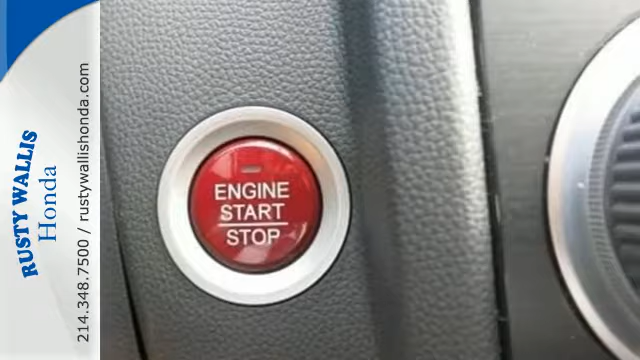 RUSTY WALLIS
Honda
214.348.7500 / rustywallishonda.com
ENGINE
START
STOP